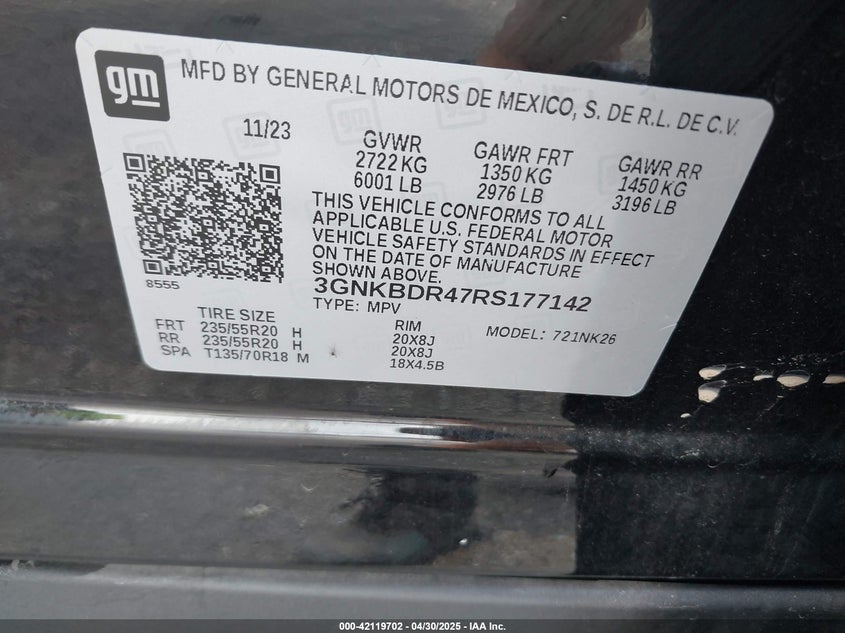 gm
MFD BY GENERAL MOTORS DE MEXICO, S. DE R.L. DE C.V.
11/23
GVWR
2722 KG
6001 LB
GAWR FRT
1350 KG
2976 LB
GAWR RR
1450 KG
3196 LB
THIS VEHICLE CONFORMS TO ALL
APPLICABLE U.S. FEDERAL MOTOR
VEHICLE SAFETY STANDARDS IN EFFECT
ON THE DATE OF MANUFACTURE
SHOWN ABOVE.
8555
3GNKBDR47RS177142
TYPE: MPV
MODEL: 721NK26
TIRE SIZE
RIM
FRT 235/55R20 H 20X8J
RR 235/55R20 H 20X8J
SPA T135/70R18 M 18X4.5B
000-42119702 - 04/30/2025 - IAA Inc.